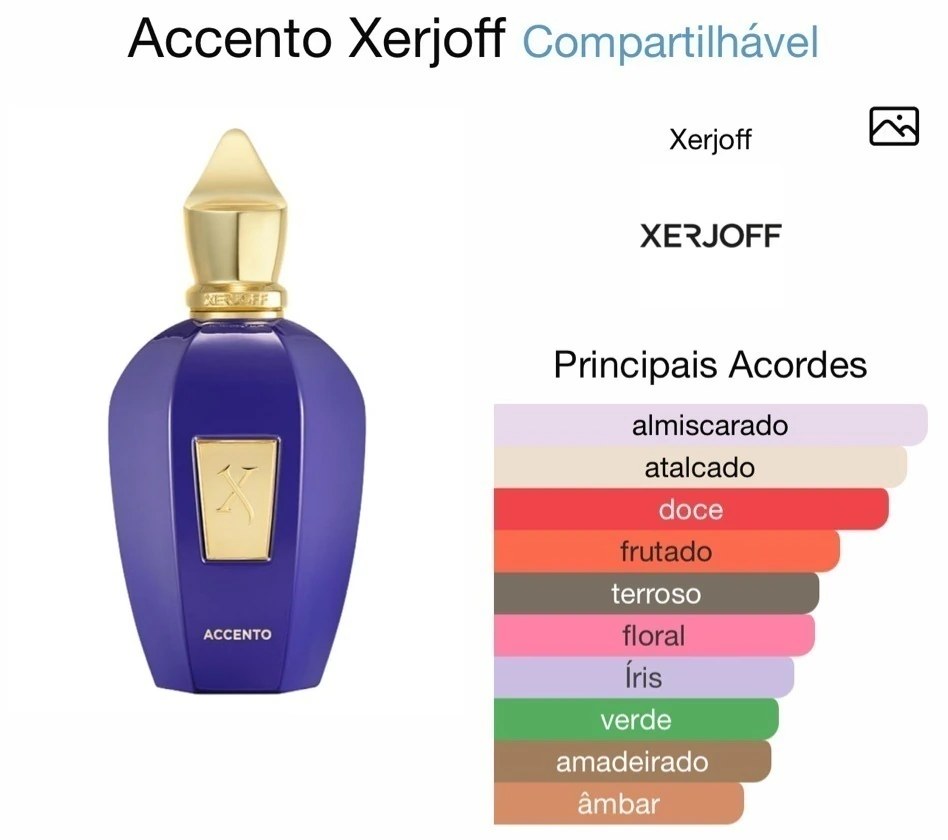 Accento Xerjoff Compartilhável
Xerjoff
XERJOFF
XERJOFF
X
ACCENTO
Principais Acordes
almiscarado
atalcado
doce
frutado
terroso
floral
Íris
verde
amadeirado
âmbar